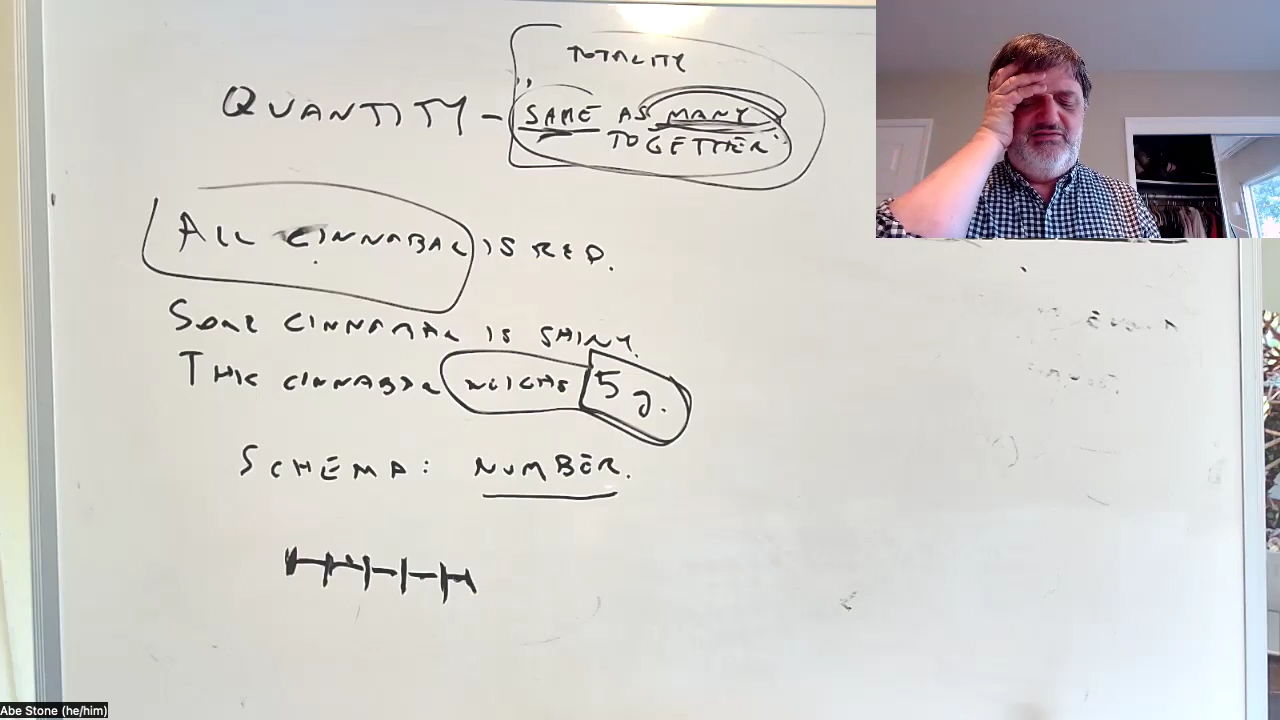 TOTALITY
QUANTITY – "SAME AS MANY
TOGETHER"
ALL CINNABAR IS RED.
SOME CINNABAR IS SHINY.
THIS CINNABAR WEIGHS 5 g.
SCHEMA: NUMBER.
Abe Stone (he/him)